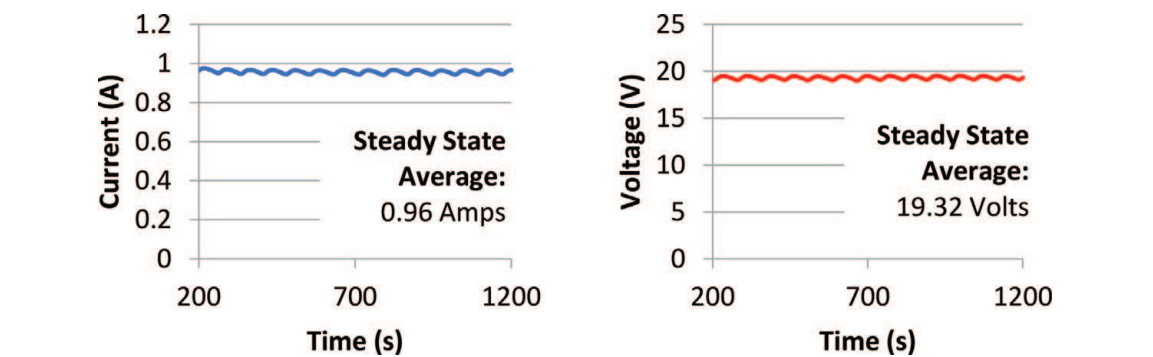 1.2
1
0.8
0.6
0.4
0.2
0
Current (A)
Steady State
Average:
0.96 Amps
200 700 1200
Time (s)
25
20
15
10
5
0
Voltage (V)
Steady State
Average:
19.32 Volts
200 700 1200
Time (s)